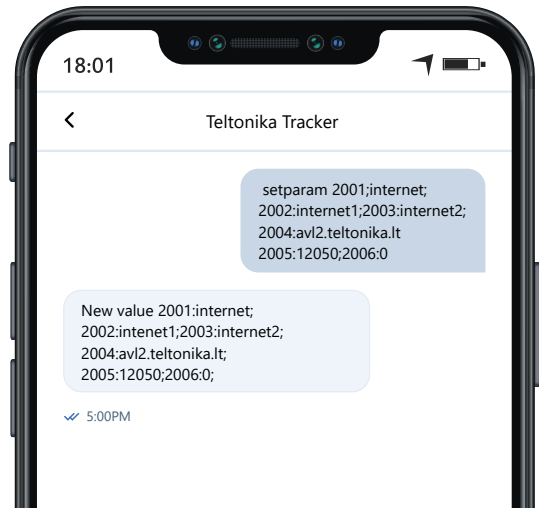 18:01
Teltonika Tracker
setparam 2001;internet;
2002:internet1;2003:internet2;
2004:avl2.teltonika.lt
2005:12050;2006:0
New value 2001:internet;
2002:intenet1;2003:internet2;
2004:avl2.teltonika.lt;
2005:12050;2006:0;
5:00PM